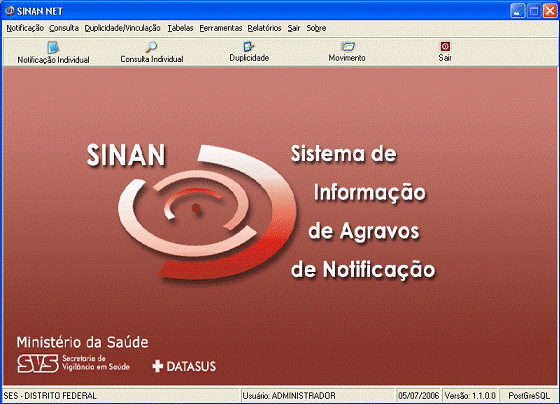 SINAN NET
Notificação Consulta Duplicidade/Vinculação Tabelas Ferramentas Relatórios Sair Sobre
Notificação Individual Consulta Individual Duplicidade Movimento Sair
SINAN
Sistema de
Informação
de Agravos
de Notificação
Ministério da Saúde
SVS Secretaria de
Vigilância em Saúde
DATASUS
SES - DISTRITO FEDERAL Usuário: ADMINISTRADOR 05/07/2006 Versão: 1.1.0.0 PostGreSQL